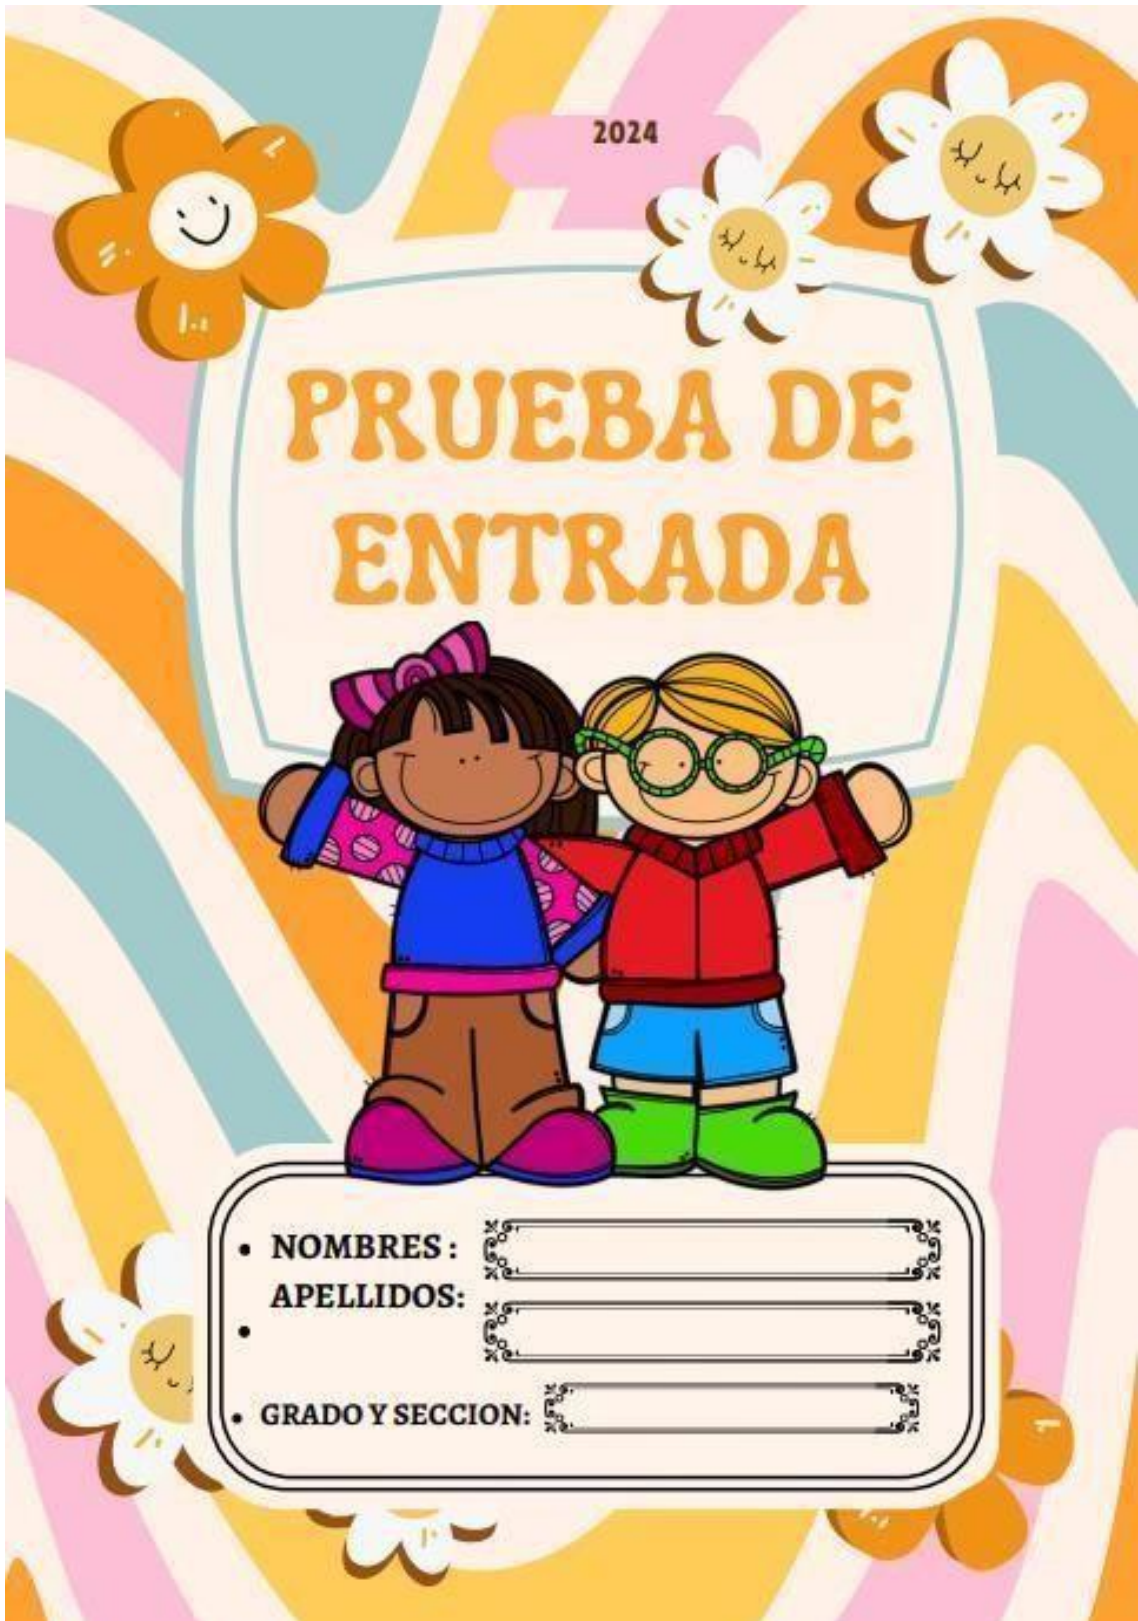 2024
PRUEBA DE
ENTRADA
• NOMBRES :
APELLIDOS:
•
• GRADO Y SECCION: